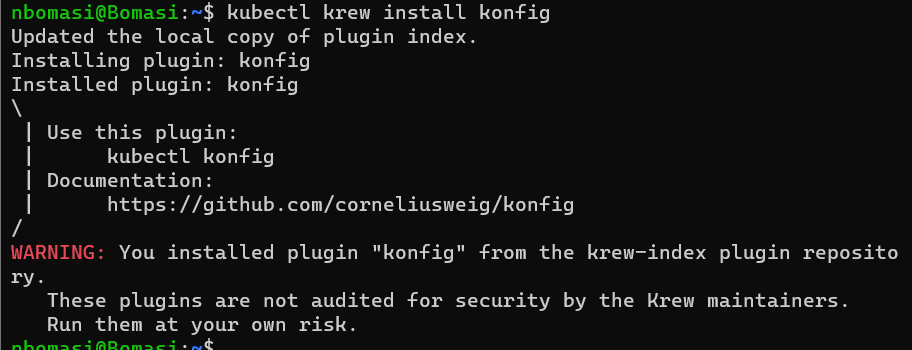 nbomasi@Bomasi:~$ kubectl krew install konfig
Updated the local copy of plugin index.
Installing plugin: konfig
Installed plugin: konfig
\
 | Use this plugin:
 |      kubectl konfig
 | Documentation:
 |      https://github.com/corneliusweig/konfig
/
WARNING: You installed plugin "konfig" from the krew-index plugin reposito
ry.
   These plugins are not audited for security by the Krew maintainers.
   Run them at your own risk.
nbomasi@Bomasi:~$